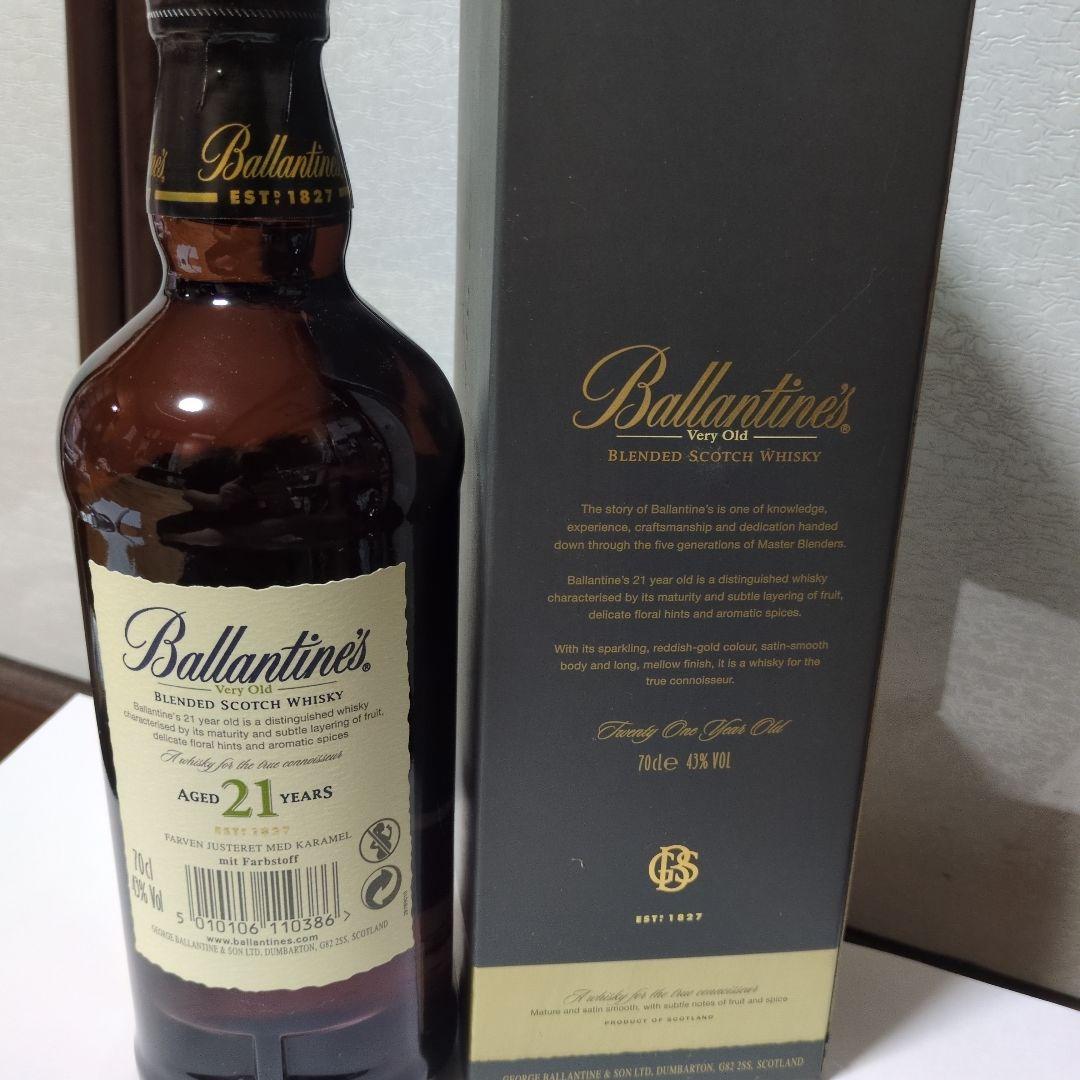 ne's
Ballantine
ESTD 1827
Ballantine's®
Very Old
BLENDED SCOTCH WHISKY
Ballantine's 21 year old is a distinguished whisky
characterised by its maturity and subtle layering of fruit,
delicate floral hints and aromatic spices
A whisky for the true connoisseur
AGED 21 YEARS
ESTD 1827
FARVEN JUSTERET MED KARAMEL
mit Farbstoff
70cl
43% Vol
5 010106 110386 >
www.ballantines.com
GEORGE BALLANTINE & SON LTD, DUMBARTON, G82 2SS, SCOTLAND
Ballantine's®
Very Old
BLENDED SCOTCH WHISKY
The story of Ballantine's is one of knowledge,
experience, craftsmanship and dedication handed
down through the five generations of Master Blenders.
Ballantine's 21 year old is a distinguished whisky
characterised by its maturity and subtle layering of fruit,
delicate floral hints and aromatic spices.
With its sparkling, reddish-gold colour, satin-smooth
body and long, mellow finish, it is a whisky for the
true connoisseur.
Twenty One Year Old
70cle 43% VOL
GBS
ESTD 1827
A whisky for the true connoisseur
Mature and satin smooth, with subtle notes of fruit and spice
PRODUCT OF SCOTLAND
GEORGE BALLANTINE & SON LTD, DUMBARTON, G82 2SS, SCOTLAND